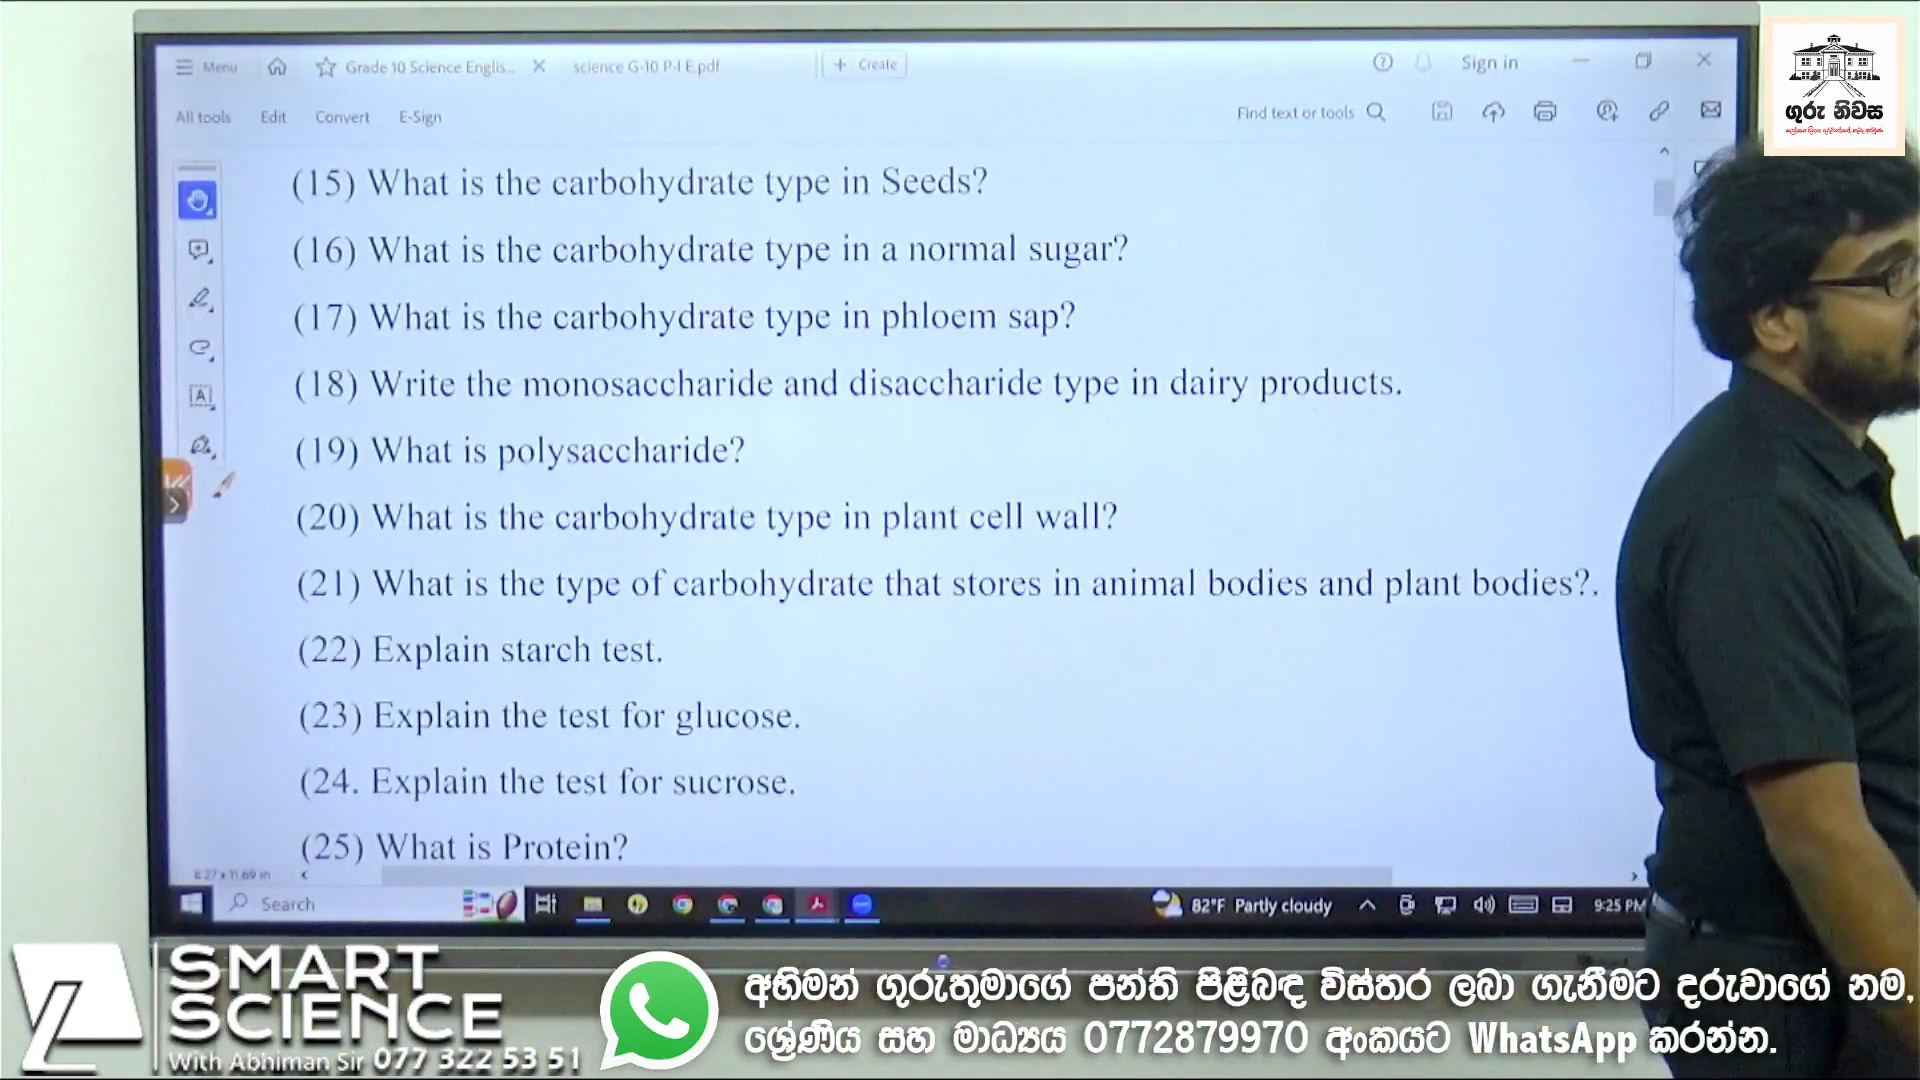 Menu
Grade 10 Science Englis...
science G-10 P-I E.pdf
+ Create
Sign in
All tools
Edit
Convert
E-Sign
Find text or tools
ගුරු නිවස
(15) What is the carbohydrate type in Seeds?
(16) What is the carbohydrate type in a normal sugar?
(17) What is the carbohydrate type in phloem sap?
(18) Write the monosaccharide and disaccharide type in dairy products.
(19) What is polysaccharide?
(20) What is the carbohydrate type in plant cell wall?
(21) What is the type of carbohydrate that stores in animal bodies and plant bodies?.
(22) Explain starch test.
(23) Explain the test for glucose.
(24. Explain the test for sucrose.
(25) What is Protein?
8.27 x 11.69 in
Search
82°F Partly cloudy
9:25 PM
SMART
SCIENCE
With Abhiman Sir 077 322 53 51
අභිමන් ගුරුතුමාගේ පන්ති පිළිබඳ විස්තර ලබා ගැනීමට දරුවාගේ නම,
ශ්‍රේණිය සහ මාධ්‍යය 0772879970 අංකයට WhatsApp කරන්න.